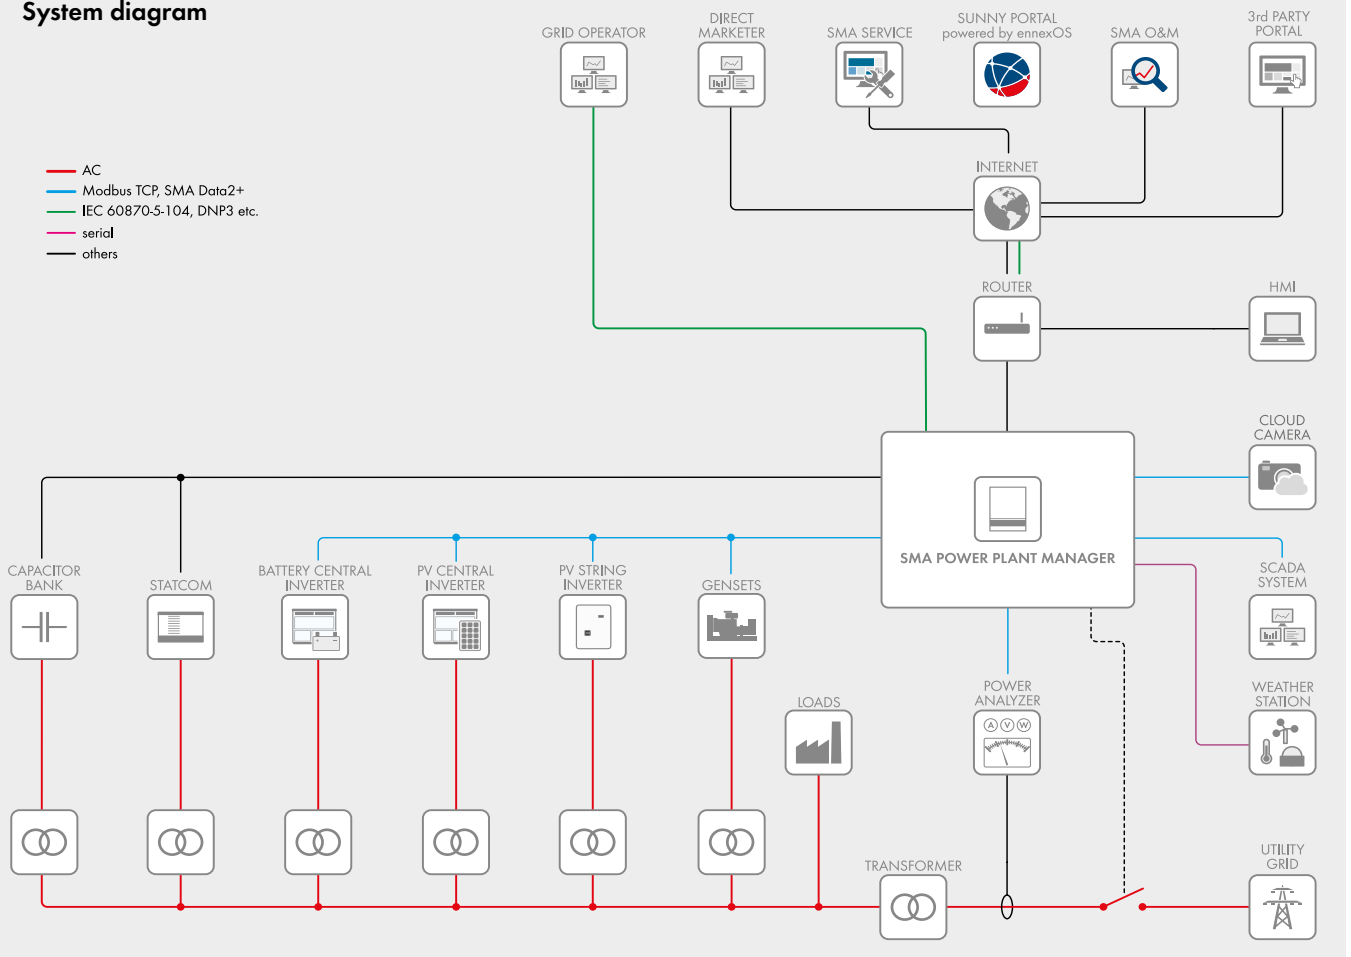 System diagram
GRID OPERATOR
DIRECT
MARKETER
SMA SERVICE
SUNNY PORTAL
powered by ennexOS
SMA O&M
3rd PARTY
PORTAL
AC
Modbus TCP, SMA Data2+
IEC 60870-5-104, DNP3 etc.
serial
others
INTERNET
ROUTER
HMI
CLOUD
CAMERA
SMA POWER PLANT MANAGER
CAPACITOR
BANK
STATCOM
BATTERY CENTRAL
INVERTER
PV CENTRAL
INVERTER
PV STRING
INVERTER
GENSETS
SCADA
SYSTEM
LOADS
POWER
ANALYZER
A V W
WEATHER
STATION
TRANSFORMER
UTILITY
GRID